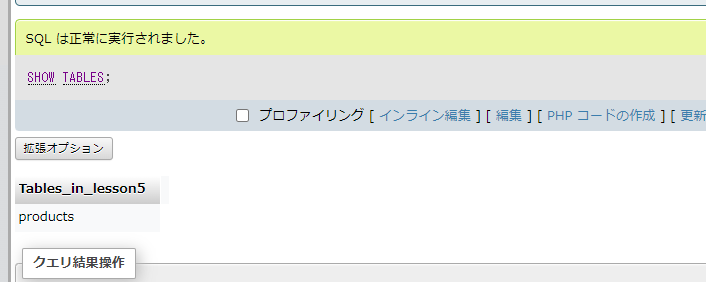 SQL は正常に実行されました。
SHOW TABLES;
プロファイリング [ インライン編集 ] [ 編集 ] [ PHP コードの作成 ] [ 更新
拡張オプション
Tables_in_lesson5
products
クエリ結果操作